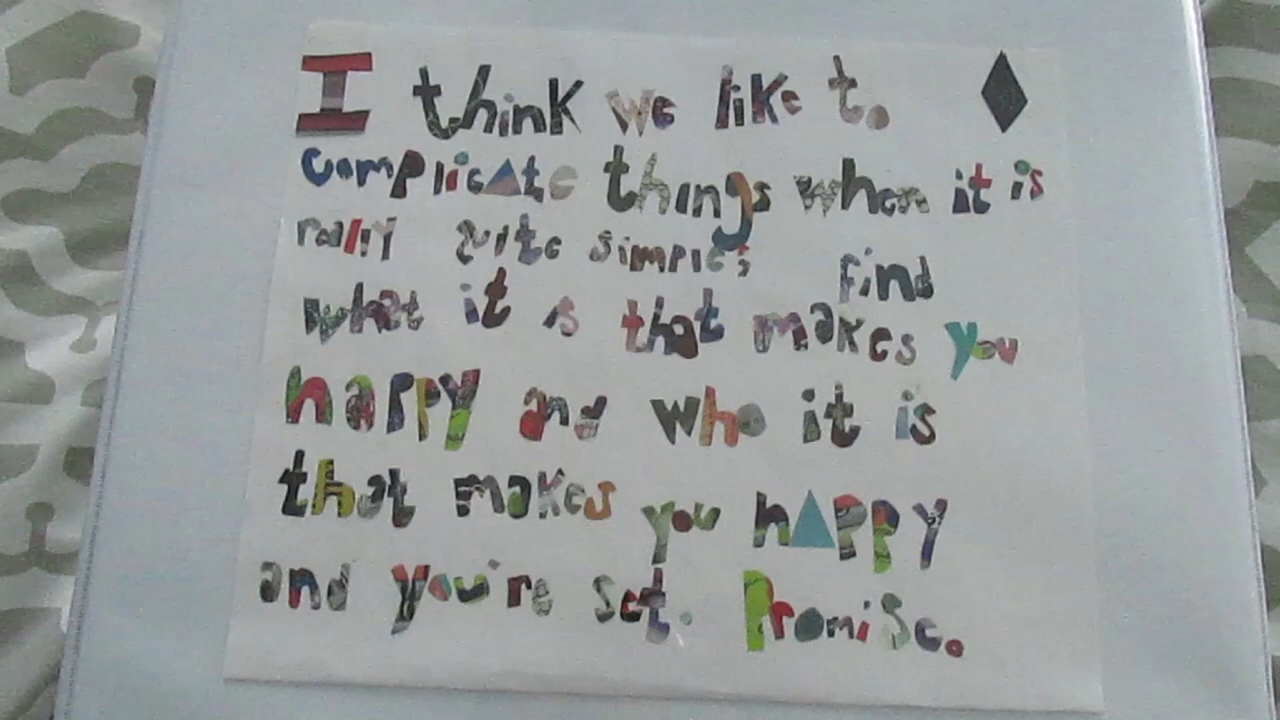 I think we like to
complicate things when it is
rally quite simple; find
what it is that makes you
happy and who it is
that makes you happy
and you're set. Promise.